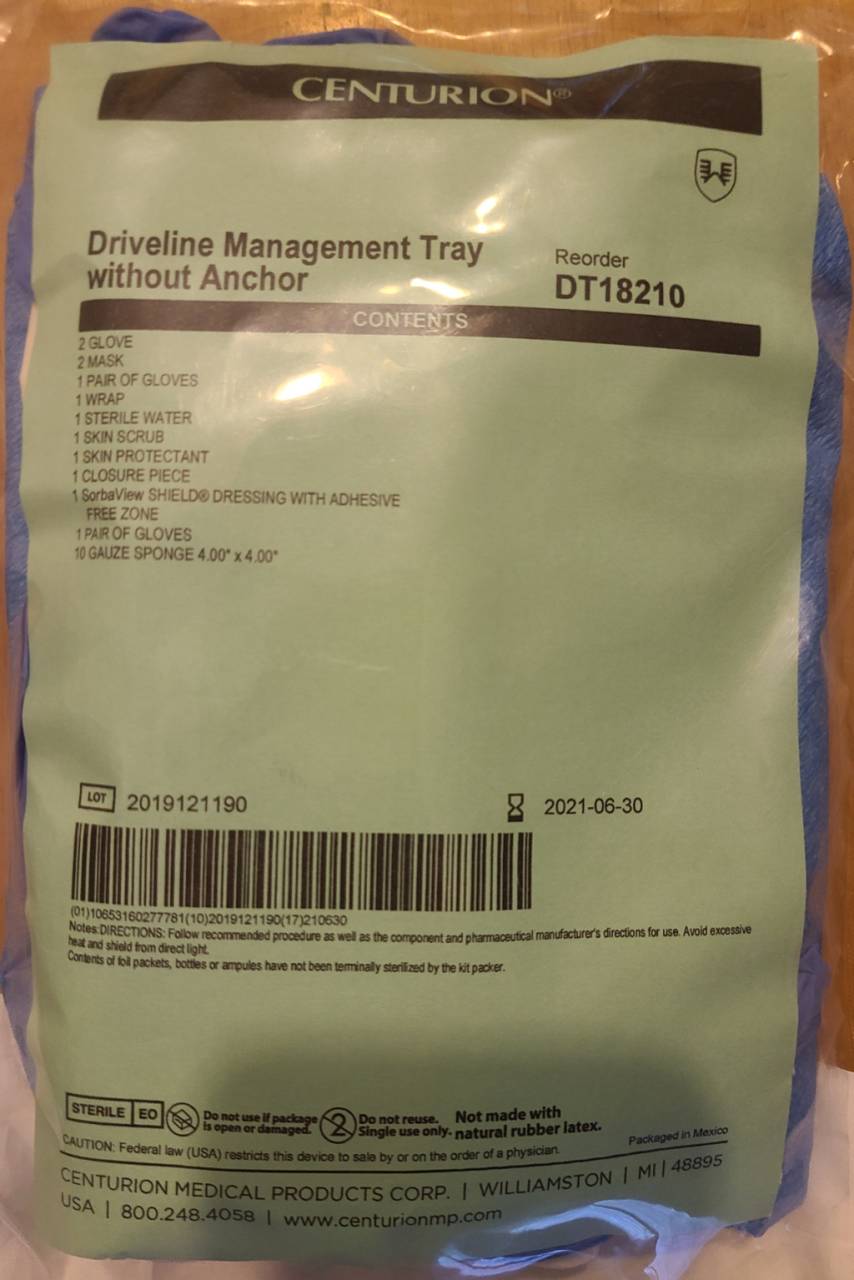 CENTURION®
Driveline Management Tray
without Anchor
Reorder
DT18210
CONTENTS
2 GLOVE
2 MASK
1 PAIR OF GLOVES
1 WRAP
1 STERILE WATER
1 SKIN SCRUB
1 SKIN PROTECTANT
1 CLOSURE PIECE
1 SorbaView SHIELD® DRESSING WITH ADHESIVE
FREE ZONE
1 PAIR OF GLOVES
10 GAUZE SPONGE 4.00" x 4.00"
LOT 2019121190
2021-06-30
(01)10653160277781(10)2019121190(17)210630
Notes:DIRECTIONS: Follow recommended procedure as well as the component and pharmaceutical manufacturer's directions for use. Avoid excessive
heat and shield from direct light.
Contents of foil packets, bottles or ampules have not been terminally sterilized by the kit packer.
STERILE EO
Do not use if package
is open or damaged.
2
Do not reuse.
Single use only.
Not made with
natural rubber latex.
CAUTION: Federal law (USA) restricts this device to sale by or on the order of a physician.
Packaged in Mexico
CENTURION MEDICAL PRODUCTS CORP. | WILLIAMSTON | MI | 48895
USA | 800.248.4058 | www.centurionmp.com